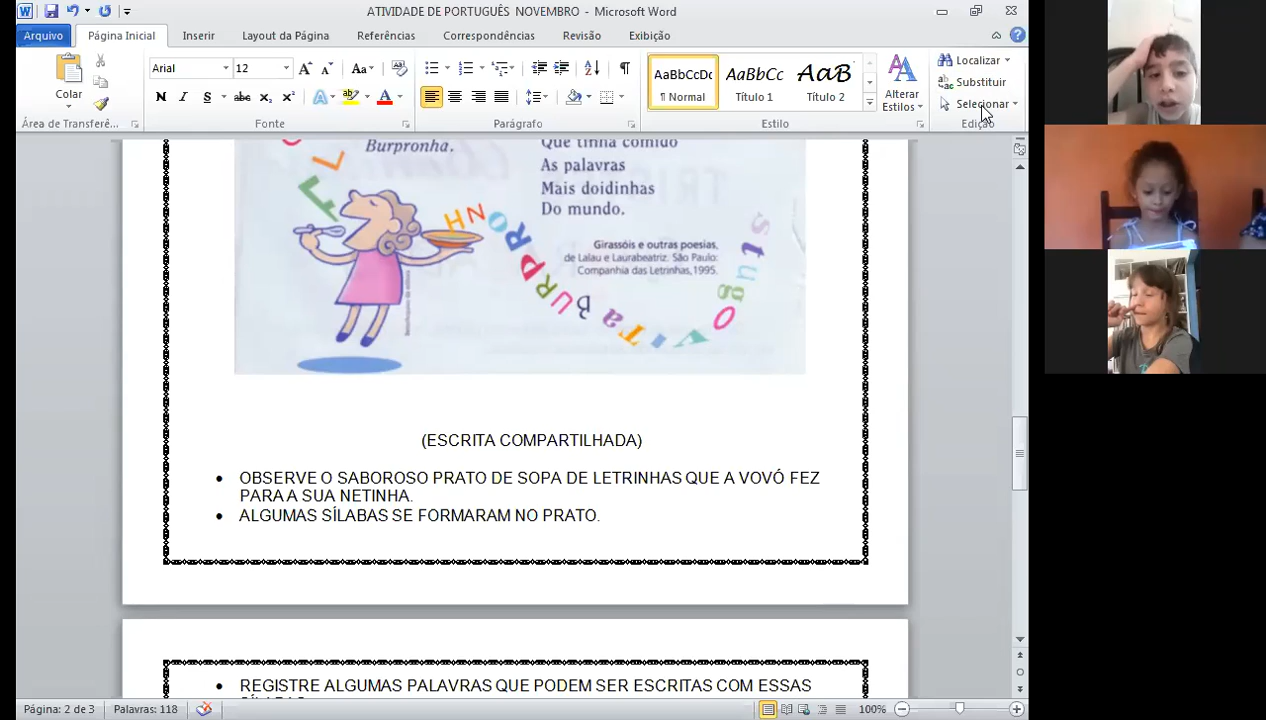 ATIVIDADE DE PORTUGUÊS NOVEMBRO - Microsoft Word
Arquivo Página Inicial Inserir Layout da Página Referências Correspondências Revisão Exibição
Colar
Arial 12
N I S abc x₂ x²
AaBbCcDc AaBbCc AaB
¶ Normal Título 1 Título 2
Alterar Estilos
Localizar
Substituir
Selecionar
Área de Transferê... Fonte Parágrafo Estilo Edição
Burpronha.
Que tinha comido
As palavras
Mais doidinhas
Do mundo.
Girassóis e outras poesias,
de Lalau e Laurabeatriz. São Paulo:
Companhia das Letrinhas, 1995.
(ESCRITA COMPARTILHADA)
• OBSERVE O SABOROSO PRATO DE SOPA DE LETRINHAS QUE A VOVÓ FEZ
PARA A SUA NETINHA.
• ALGUMAS SÍLABAS SE FORMARAM NO PRATO.
• REGISTRE ALGUMAS PALAVRAS QUE PODEM SER ESCRITAS COM ESSAS
Página: 2 de 3 Palavras: 118 100%